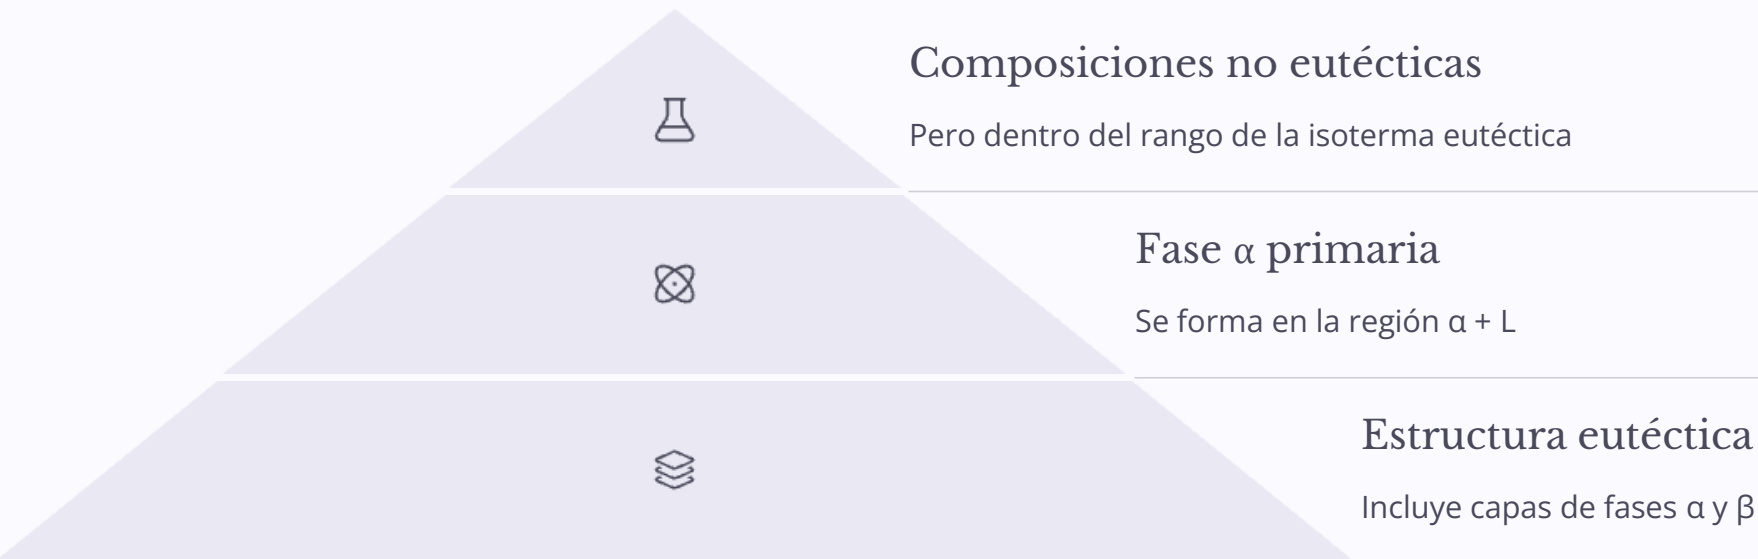 Composiciones no eutécticas
Pero dentro del rango de la isoterma eutéctica
Fase α primaria
Se forma en la región α + L
Estructura eutéctica
Incluye capas de fases α y β